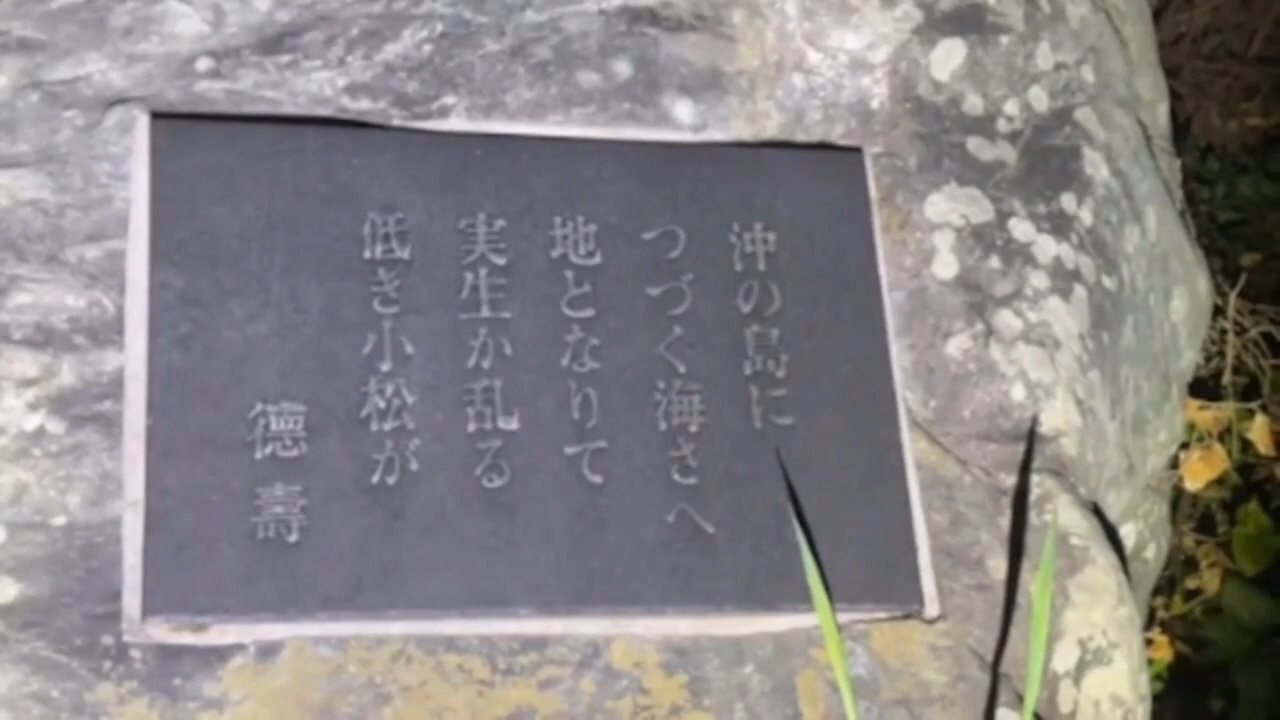 沖の島に
つづく海さへ
地となりて
実生か乱る
低き小松が
德壽